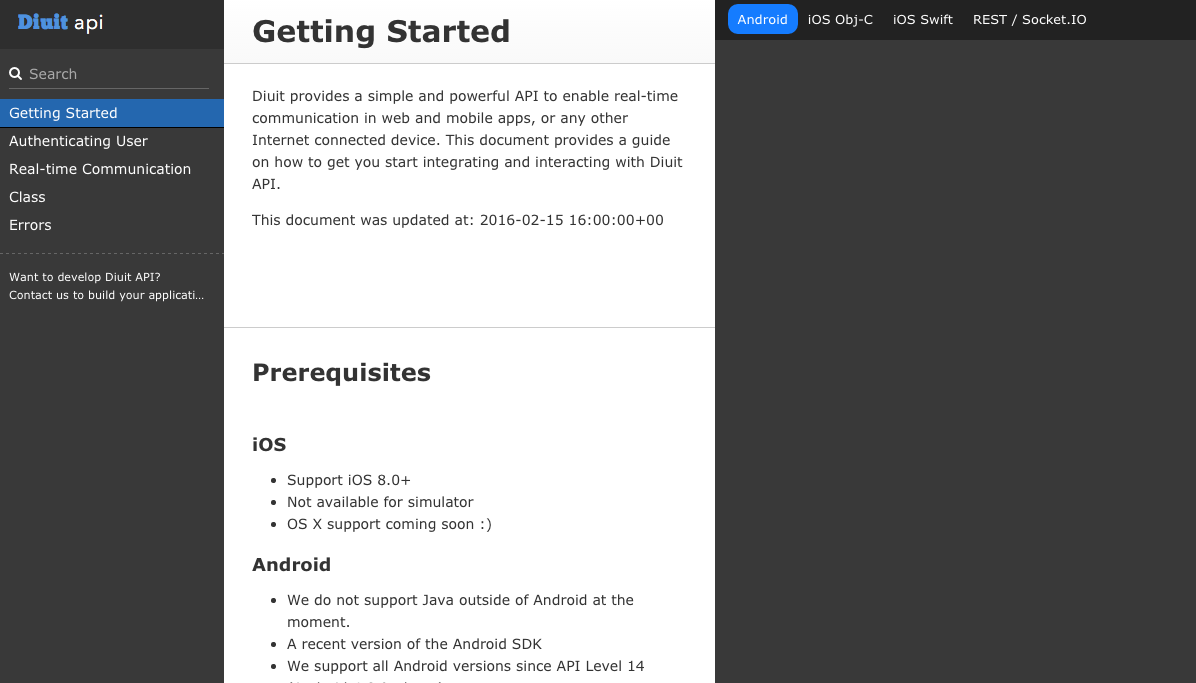 Diuit api
Search
Getting Started
Authenticating User
Real-time Communication
Class
Errors
Want to develop Diuit API?
Contact us to build your applicati...
Getting Started
Diuit provides a simple and powerful API to enable real-time
communication in web and mobile apps, or any other
Internet connected device. This document provides a guide
on how to get you start integrating and interacting with Diuit
API.
This document was updated at: 2016-02-15 16:00:00+00
Prerequisites
iOS
Support iOS 8.0+
Not available for simulator
OS X support coming soon :)
Android
We do not support Java outside of Android at the
moment.
A recent version of the Android SDK
We support all Android versions since API Level 14
Android
iOS Obj-C
iOS Swift
REST / Socket.IO